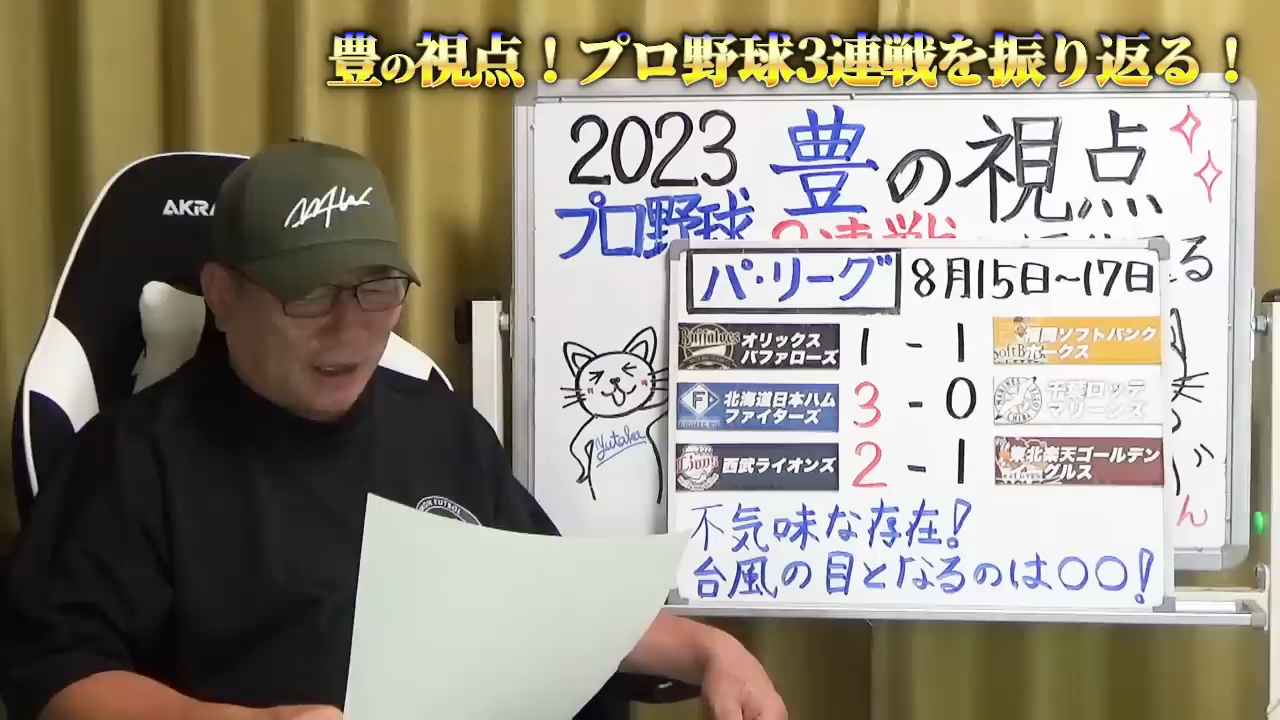 豊の視点！プロ野球3連戦を振り返る！
2023 豊の視点
プロ野球
パ・リーグ 8月15日～17日
Buffaloes オリックス バファローズ 1 - 1 福岡ソフトバンク ークス
F 北海道日本ハム ファイターズ 3 - 0 千葉ロッテ マリーンズ
Lions 西武ライオンズ 2 - 1 東北楽天ゴールデン グルス
不気味な存在！
台風の目となるのは〇〇！
Yutaka
る
ん
AKRA